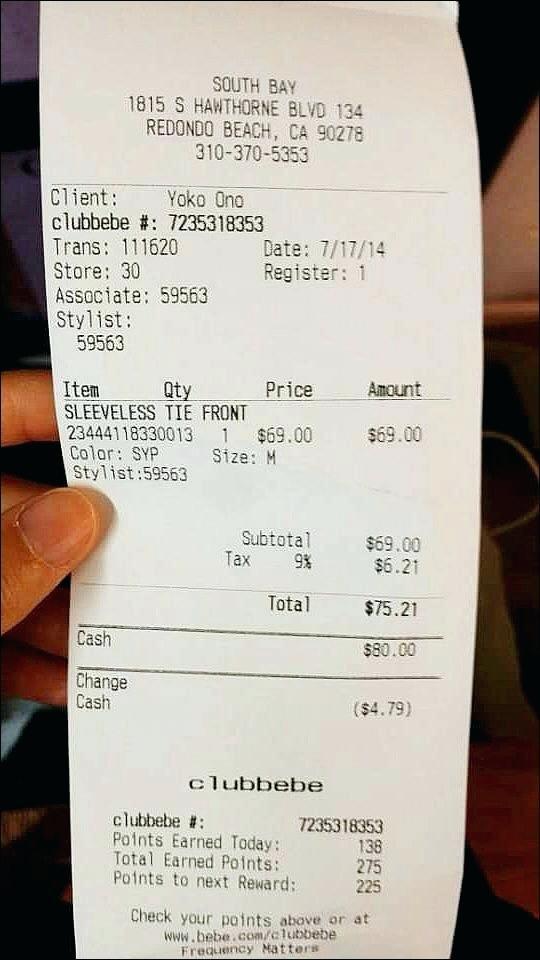 SOUTH BAY
1815 S HAWTHORNE BLVD 134
REDONDO BEACH, CA 90278
310-370-5353
Client: Yoko Ono
clubbebe #: 7235318353
Trans: 111620 Date: 7/17/14
Store: 30 Register: 1
Associate: 59563
Stylist:
59563
Item Qty Price Amount
SLEEVELESS TIE FRONT
23444118330013 1 $69.00 $69.00
Color: SYP Size: M
Stylist:59563
Subtotal $69.00
Tax 9% $6.21
Total $75.21
Cash $80.00
Change
Cash ($4.79)
clubbebe
clubbebe #: 7235318353
Points Earned Today: 138
Total Earned Points: 275
Points to next Reward: 225
Check your points above or at
www.bebe.com/clubbebe
Frequency Matters